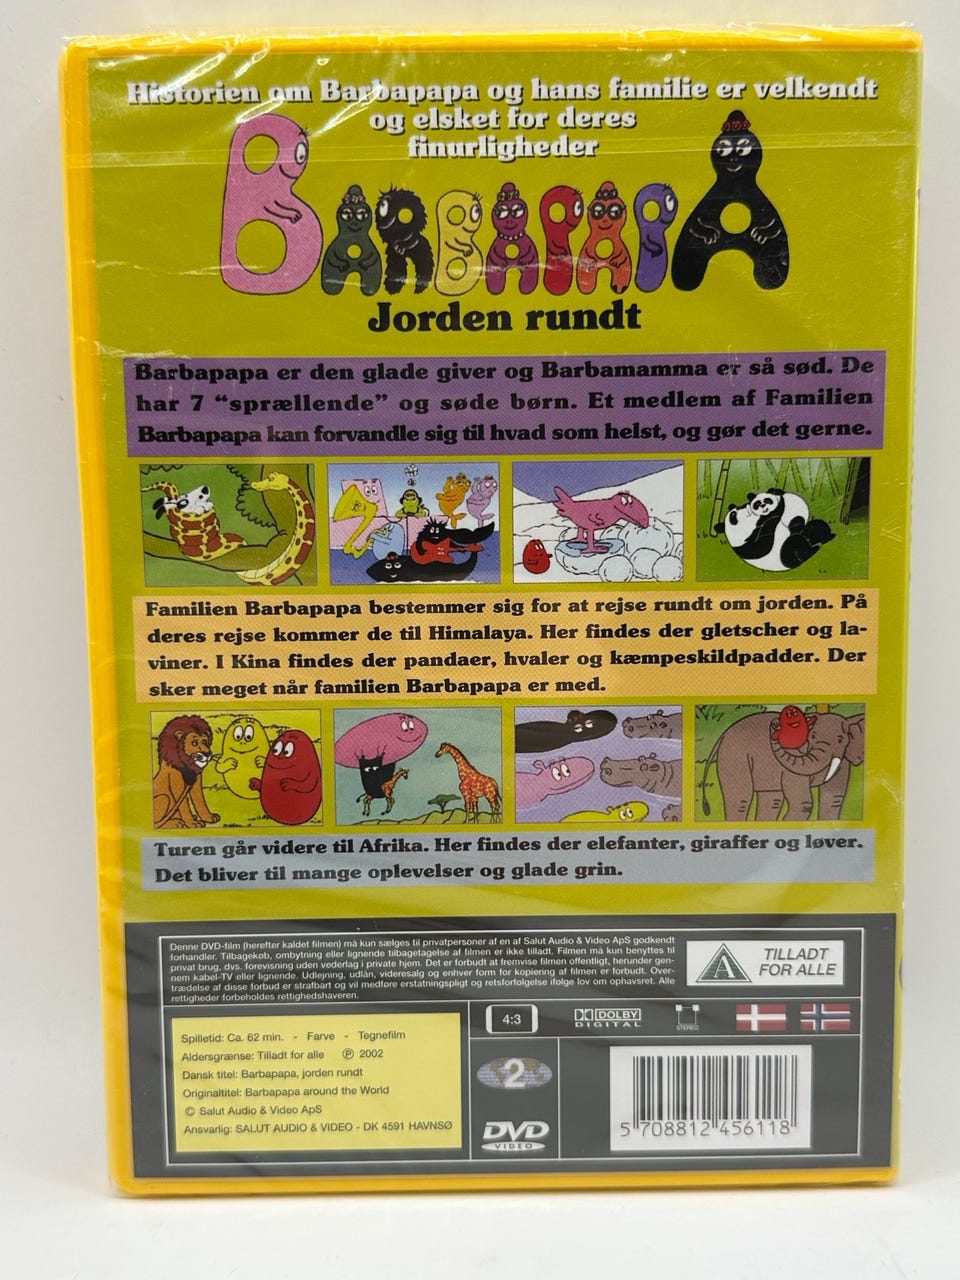 Historien om Barbapapa og hans familie er velkendt
og elsket for deres
finurligheder
BARBAPAPA
Jorden rundt
Barbapapa er den glade giver og Barbamamma er så sød. De
har 7 “sprællende” og søde børn. Et medlem af Familien
Barbapapa kan forvandle sig til hvad som helst, og gør det gerne.
Familien Barbapapa bestemmer sig for at rejse rundt om jorden. På
deres rejse kommer de til Himalaya. Her findes der gletscher og la-
viner. I Kina findes der pandaer, hvaler og kæmpeskildpadder. Der
sker meget når familien Barbapapa er med.
Turen går videre til Afrika. Her findes der elefanter, giraffer og løver.
Det bliver til mange oplevelser og glade grin.
Denne DVD-film (herefter kaldet filmen) må kun sælges til privatpersoner af en af Salut Audio & Video ApS godkendt
forhandler. Tilbagekøb, ombytning eller lignende tilbagetagelse af filmen er ikke tilladt. Filmen må kun benyttes til
privat brug, dvs. forevisning uden vederlag i private hjem. Det er forbudt at fremvise filmen offentligt, herunder gen-
nem kabel-TV eller lignende. Udlejning, udlån, videresalg og enhver form for kopiering af filmen er forbudt. Over-
trædelse af disse forbud er strafbart og vil medføre erstatningspligt og retsforfølgelse ifølge lov om ophavsret. Alle
rettigheder forbeholdes rettighedshaveren.
A
TILLADT
FOR ALLE
4:3
DOLBY
DIGITAL
STEREO
Spilletid: Ca. 62 min. - Farve - Tegnefilm
Aldersgrænse: Tilladt for alle ℗ 2002
Dansk titel: Barbapapa, jorden rundt
Originaltitel: Barbapapa around the World
© Salut Audio & Video ApS
Ansvarlig: SALUT AUDIO & VIDEO - DK 4591 HAVNSØ
2
DVD
VIDEO
5 708812 456118